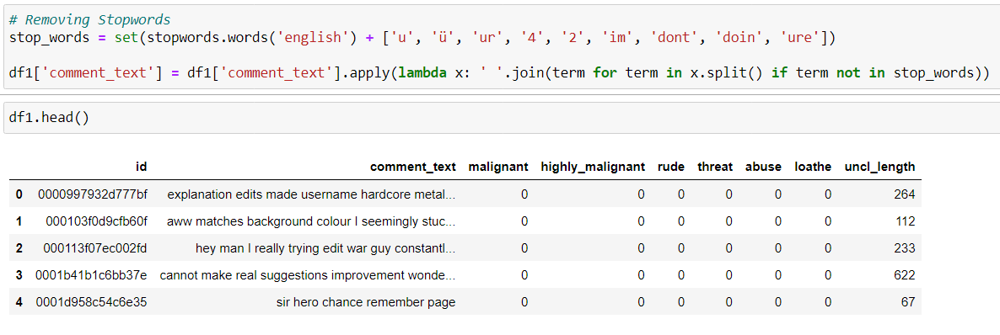 # Removing Stopwords
stop_words = set(stopwords.words('english') + ['u', 'ü', 'ur', '4', '2', 'im', 'dont', 'doin', 'ure'])
df1['comment_text'] = df1['comment_text'].apply(lambda x: ' '.join(term for term in x.split() if term not in stop_words))
df1.head()
id comment_text malignant highly_malignant rude threat abuse loathe uncl_length
0 0000997932d777bf explanation edits made username hardcore metal... 0 0 0 0 0 0 264
1 000103f0d9cfb60f aww matches background colour I seemingly stuc... 0 0 0 0 0 0 112
2 000113f07ec002fd hey man I really trying edit war guy constantl... 0 0 0 0 0 0 233
3 0001b41b1c6bb37e cannot make real suggestions improvement wonde... 0 0 0 0 0 0 622
4 0001d958c54c6e35 sir hero chance remember page 0 0 0 0 0 0 67